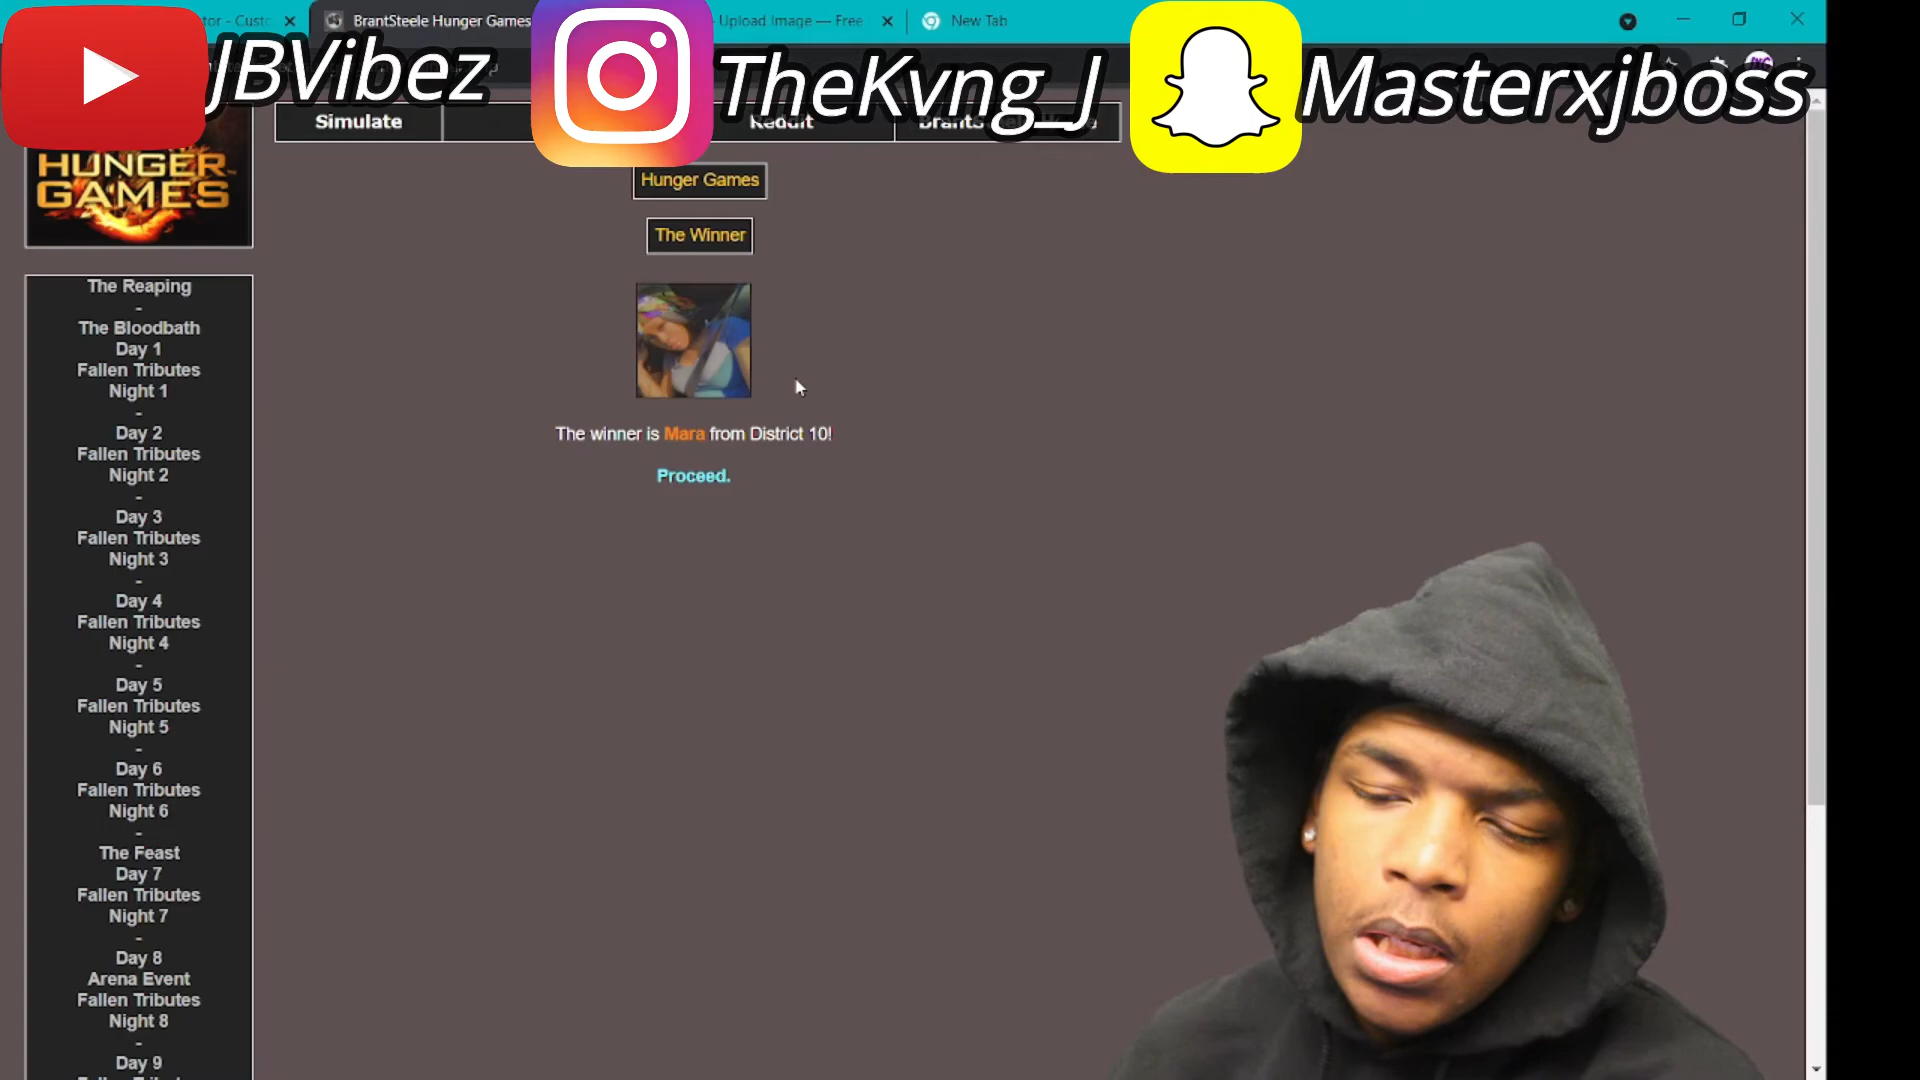 BrantSteele Hunger Games
Upload Image — Free
New Tab
JBVibez
TheKvng_J
Masterxjboss
Simulate
Reddit
HUNGER
GAMES
Hunger Games
The Winner
The winner is Mara from District 10!
Proceed.
The Reaping
-
The Bloodbath
Day 1
Fallen Tributes
Night 1
-
Day 2
Fallen Tributes
Night 2
-
Day 3
Fallen Tributes
Night 3
-
Day 4
Fallen Tributes
Night 4
-
Day 5
Fallen Tributes
Night 5
-
Day 6
Fallen Tributes
Night 6
-
The Feast
Day 7
Fallen Tributes
Night 7
-
Day 8
Arena Event
Fallen Tributes
Night 8
-
Day 9